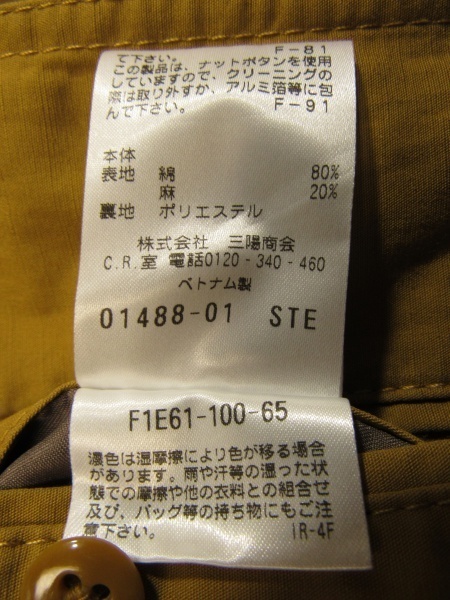 F-81
て下さい。
この製品は、ナットボタンを使用
していますので、クリーニングの
際は取り外すか、アルミ箔等に包
んで下さい。 F-91
本体
表地 綿 80%
麻 20%
裏地 ポリエステル
株式会社 三陽商会
C.R.室 電話0120-340-460
ベトナム製
01488-01 STE
F1E61-100-65
濃色は湿摩擦により色が移る場合
があります。雨や汗等の湿った状
態での摩擦や他の衣料との組合せ
及び、バッグ等の持ち物にもご注
意下さい。 IR-4F